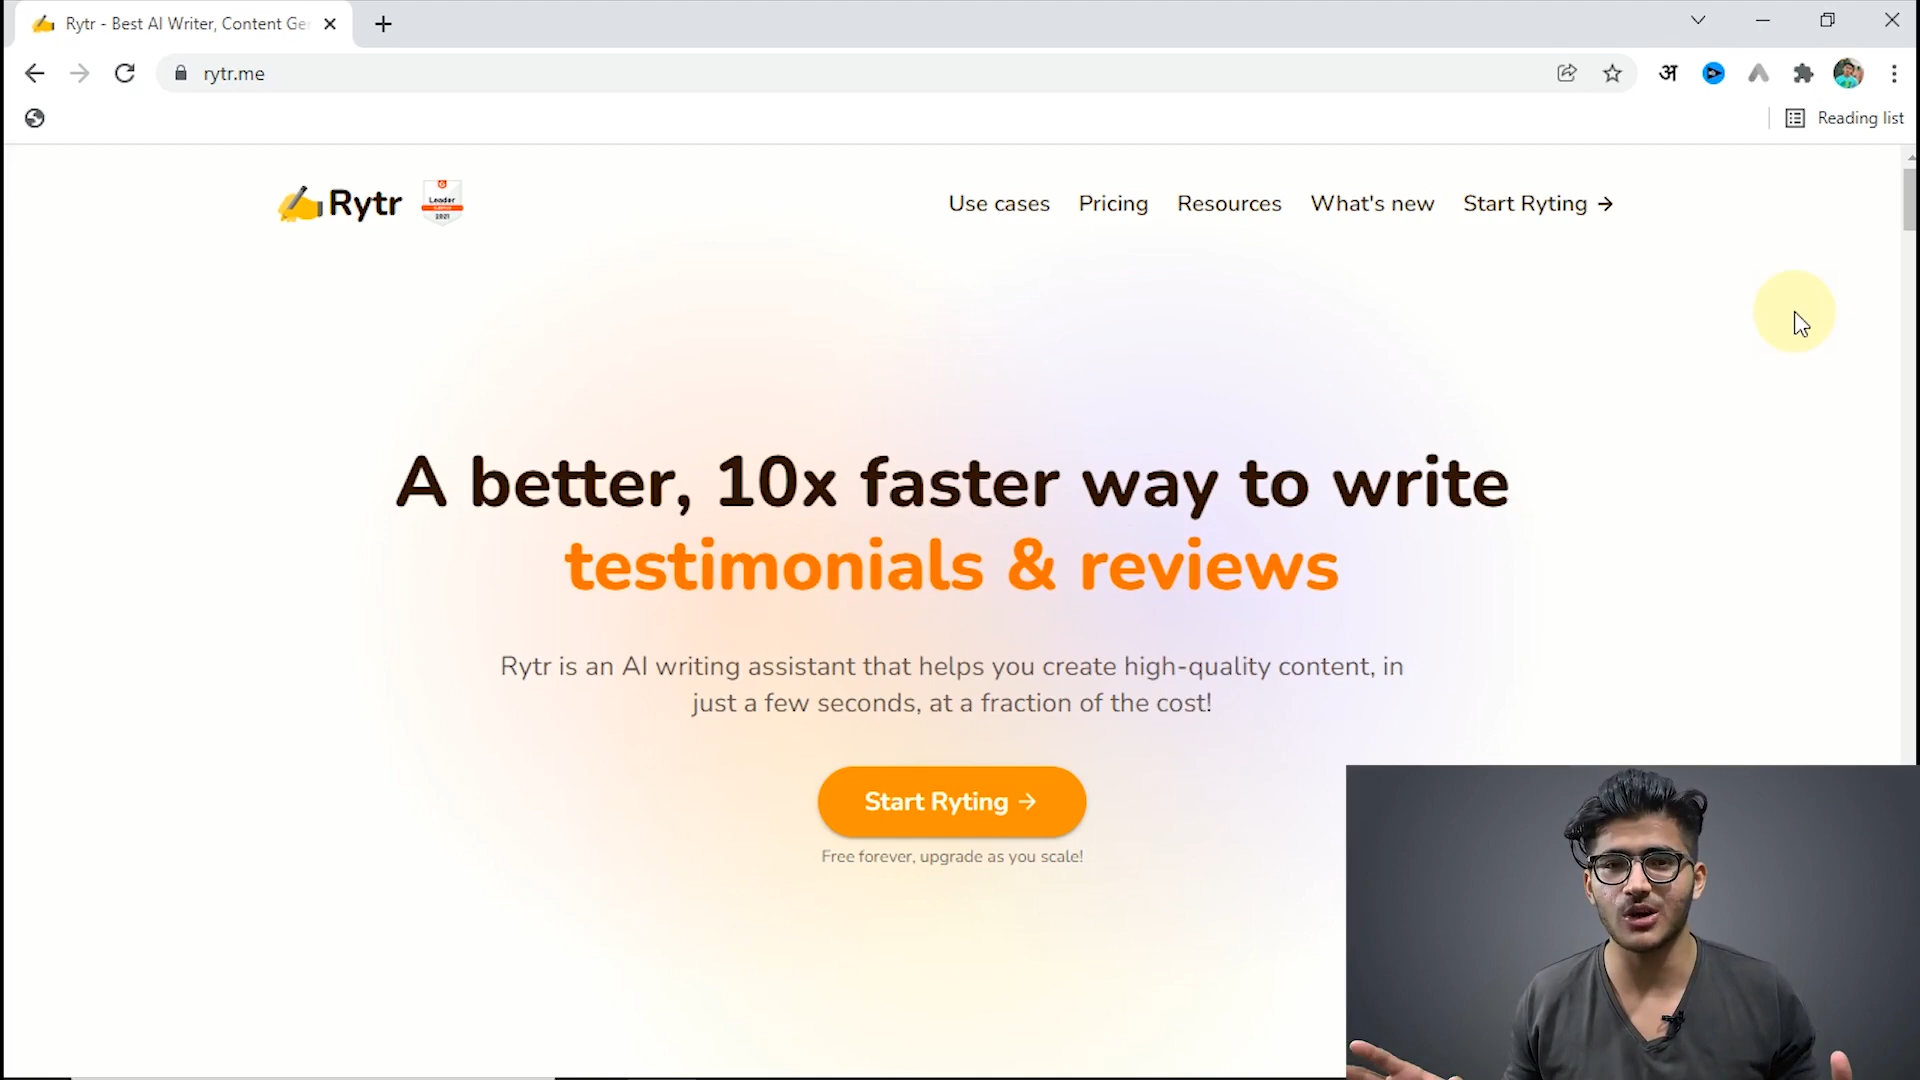 Rytr - Best AI Writer, Content Ge
rytr.me
अ
Reading list
Rytr
Leader
2021
Use cases
Pricing
Resources
What's new
Start Ryting →
A better, 10x faster way to write
testimonials & reviews
Rytr is an AI writing assistant that helps you create high-quality content, in
just a few seconds, at a fraction of the cost!
Start Ryting →
Free forever, upgrade as you scale!